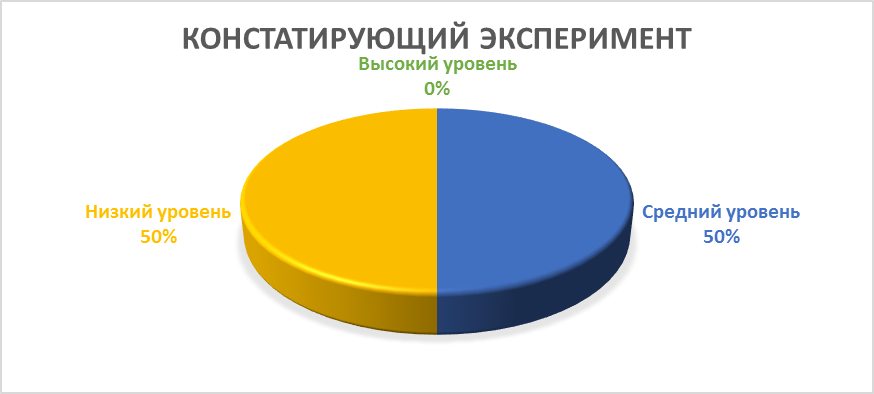 КОНСТАТИРУЮЩИЙ ЭКСПЕРИМЕНТ
Высокий уровень
0%
Низкий уровень
50%
Средний уровень
50%